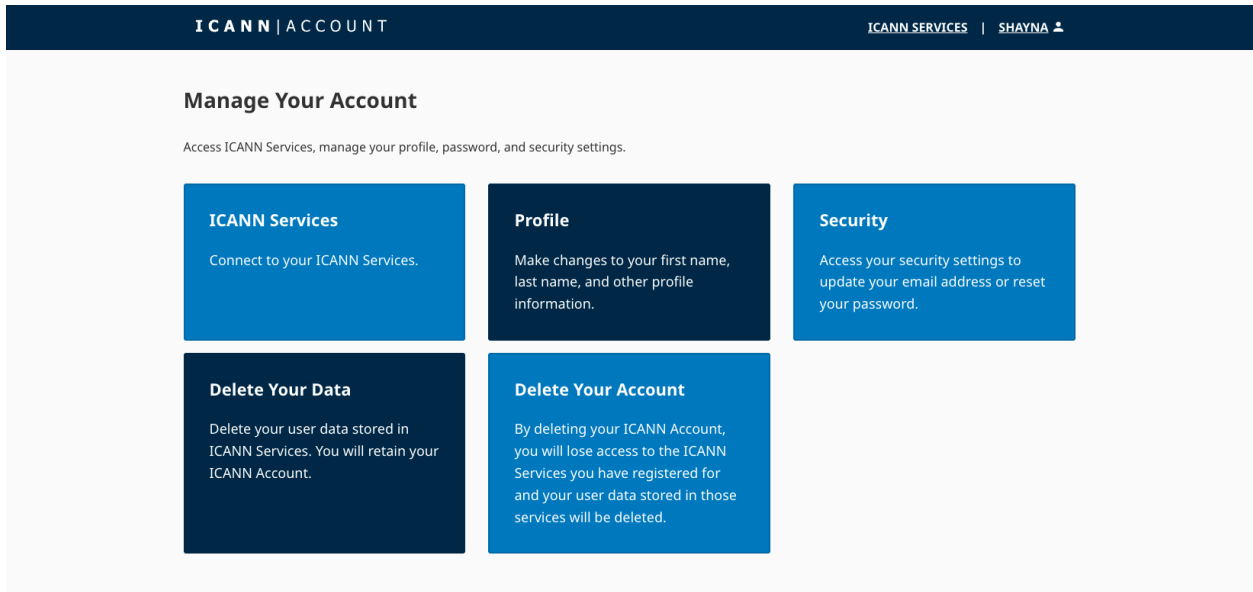 ICANN|ACCOUNT
ICANN SERVICES | SHAYNA
Manage Your Account
Access ICANN Services, manage your profile, password, and security settings.
ICANN Services
Connect to your ICANN Services.
Profile
Make changes to your first name,
last name, and other profile
information.
Security
Access your security settings to
update your email address or reset
your password.
Delete Your Data
Delete your user data stored in
ICANN Services. You will retain your
ICANN Account.
Delete Your Account
By deleting your ICANN Account,
you will lose access to the ICANN
Services you have registered for
and your user data stored in those
services will be deleted.